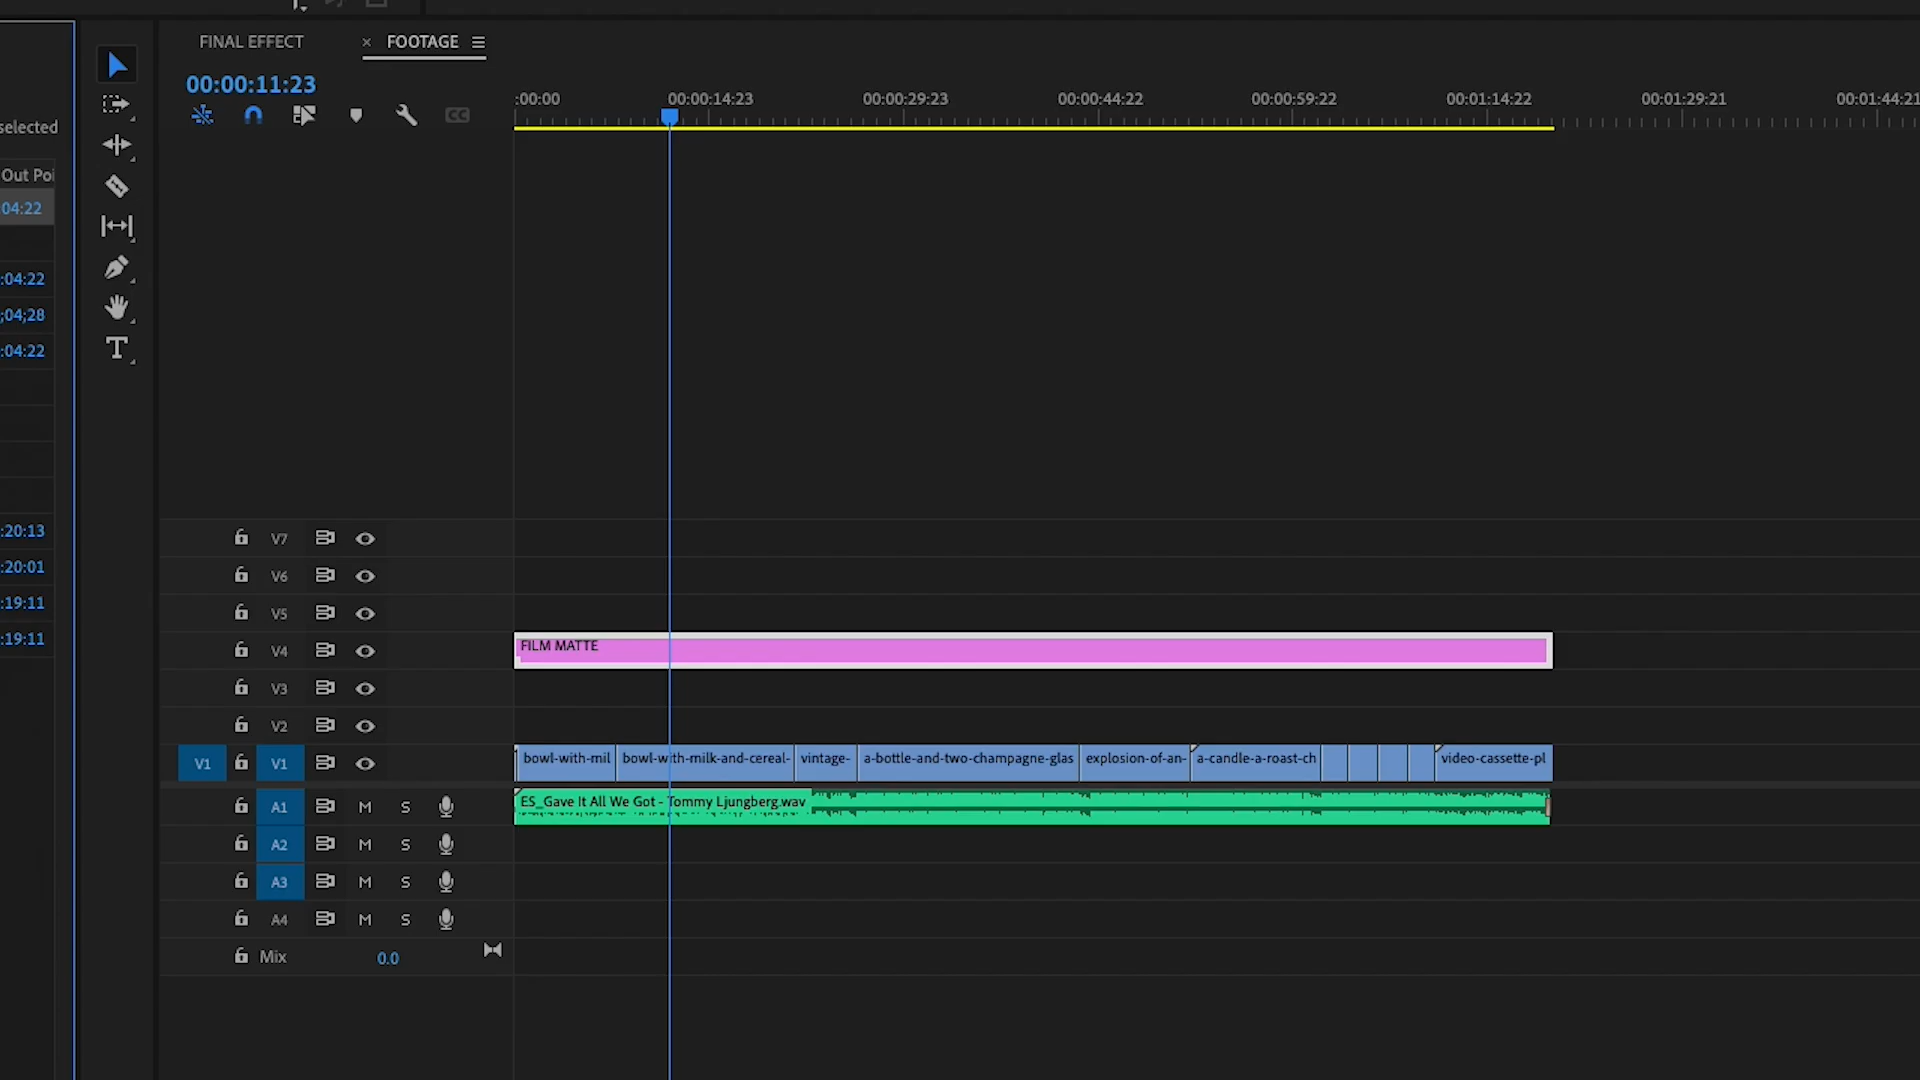 FINAL EFFECT
× FOOTAGE
00:00:11:23
CC
:00:00 00:00:14:23 00:00:29:23 00:00:44:22 00:00:59:22 00:01:14:22 00:01:29:21 00:01:44:21
selected
Out Poi
04:22
:04:22
;04;28
:04:22
:20:13
:20:01
:19:11
:19:11
T
V7
V6
V5
V4 FILM MATTE
V3
V2
V1 V1 bowl-with-mil bowl-with-milk-and-cereal- vintage- a-bottle-and-two-champagne-glas explosion-of-an- a-candle-a-roast-ch video-cassette-pl
A1 M S ES_Gave It All We Got - Tommy Ljungberg.wav
A2 M S
A3 M S
A4 M S
Mix 0.0